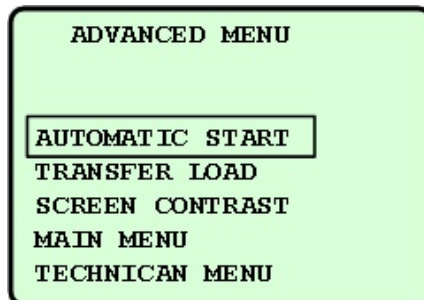 ADVANCED MENU
AUTOMATIC START
TRANSFER LOAD
SCREEN CONTRAST
MAIN MENU
TECHNICAN MENU